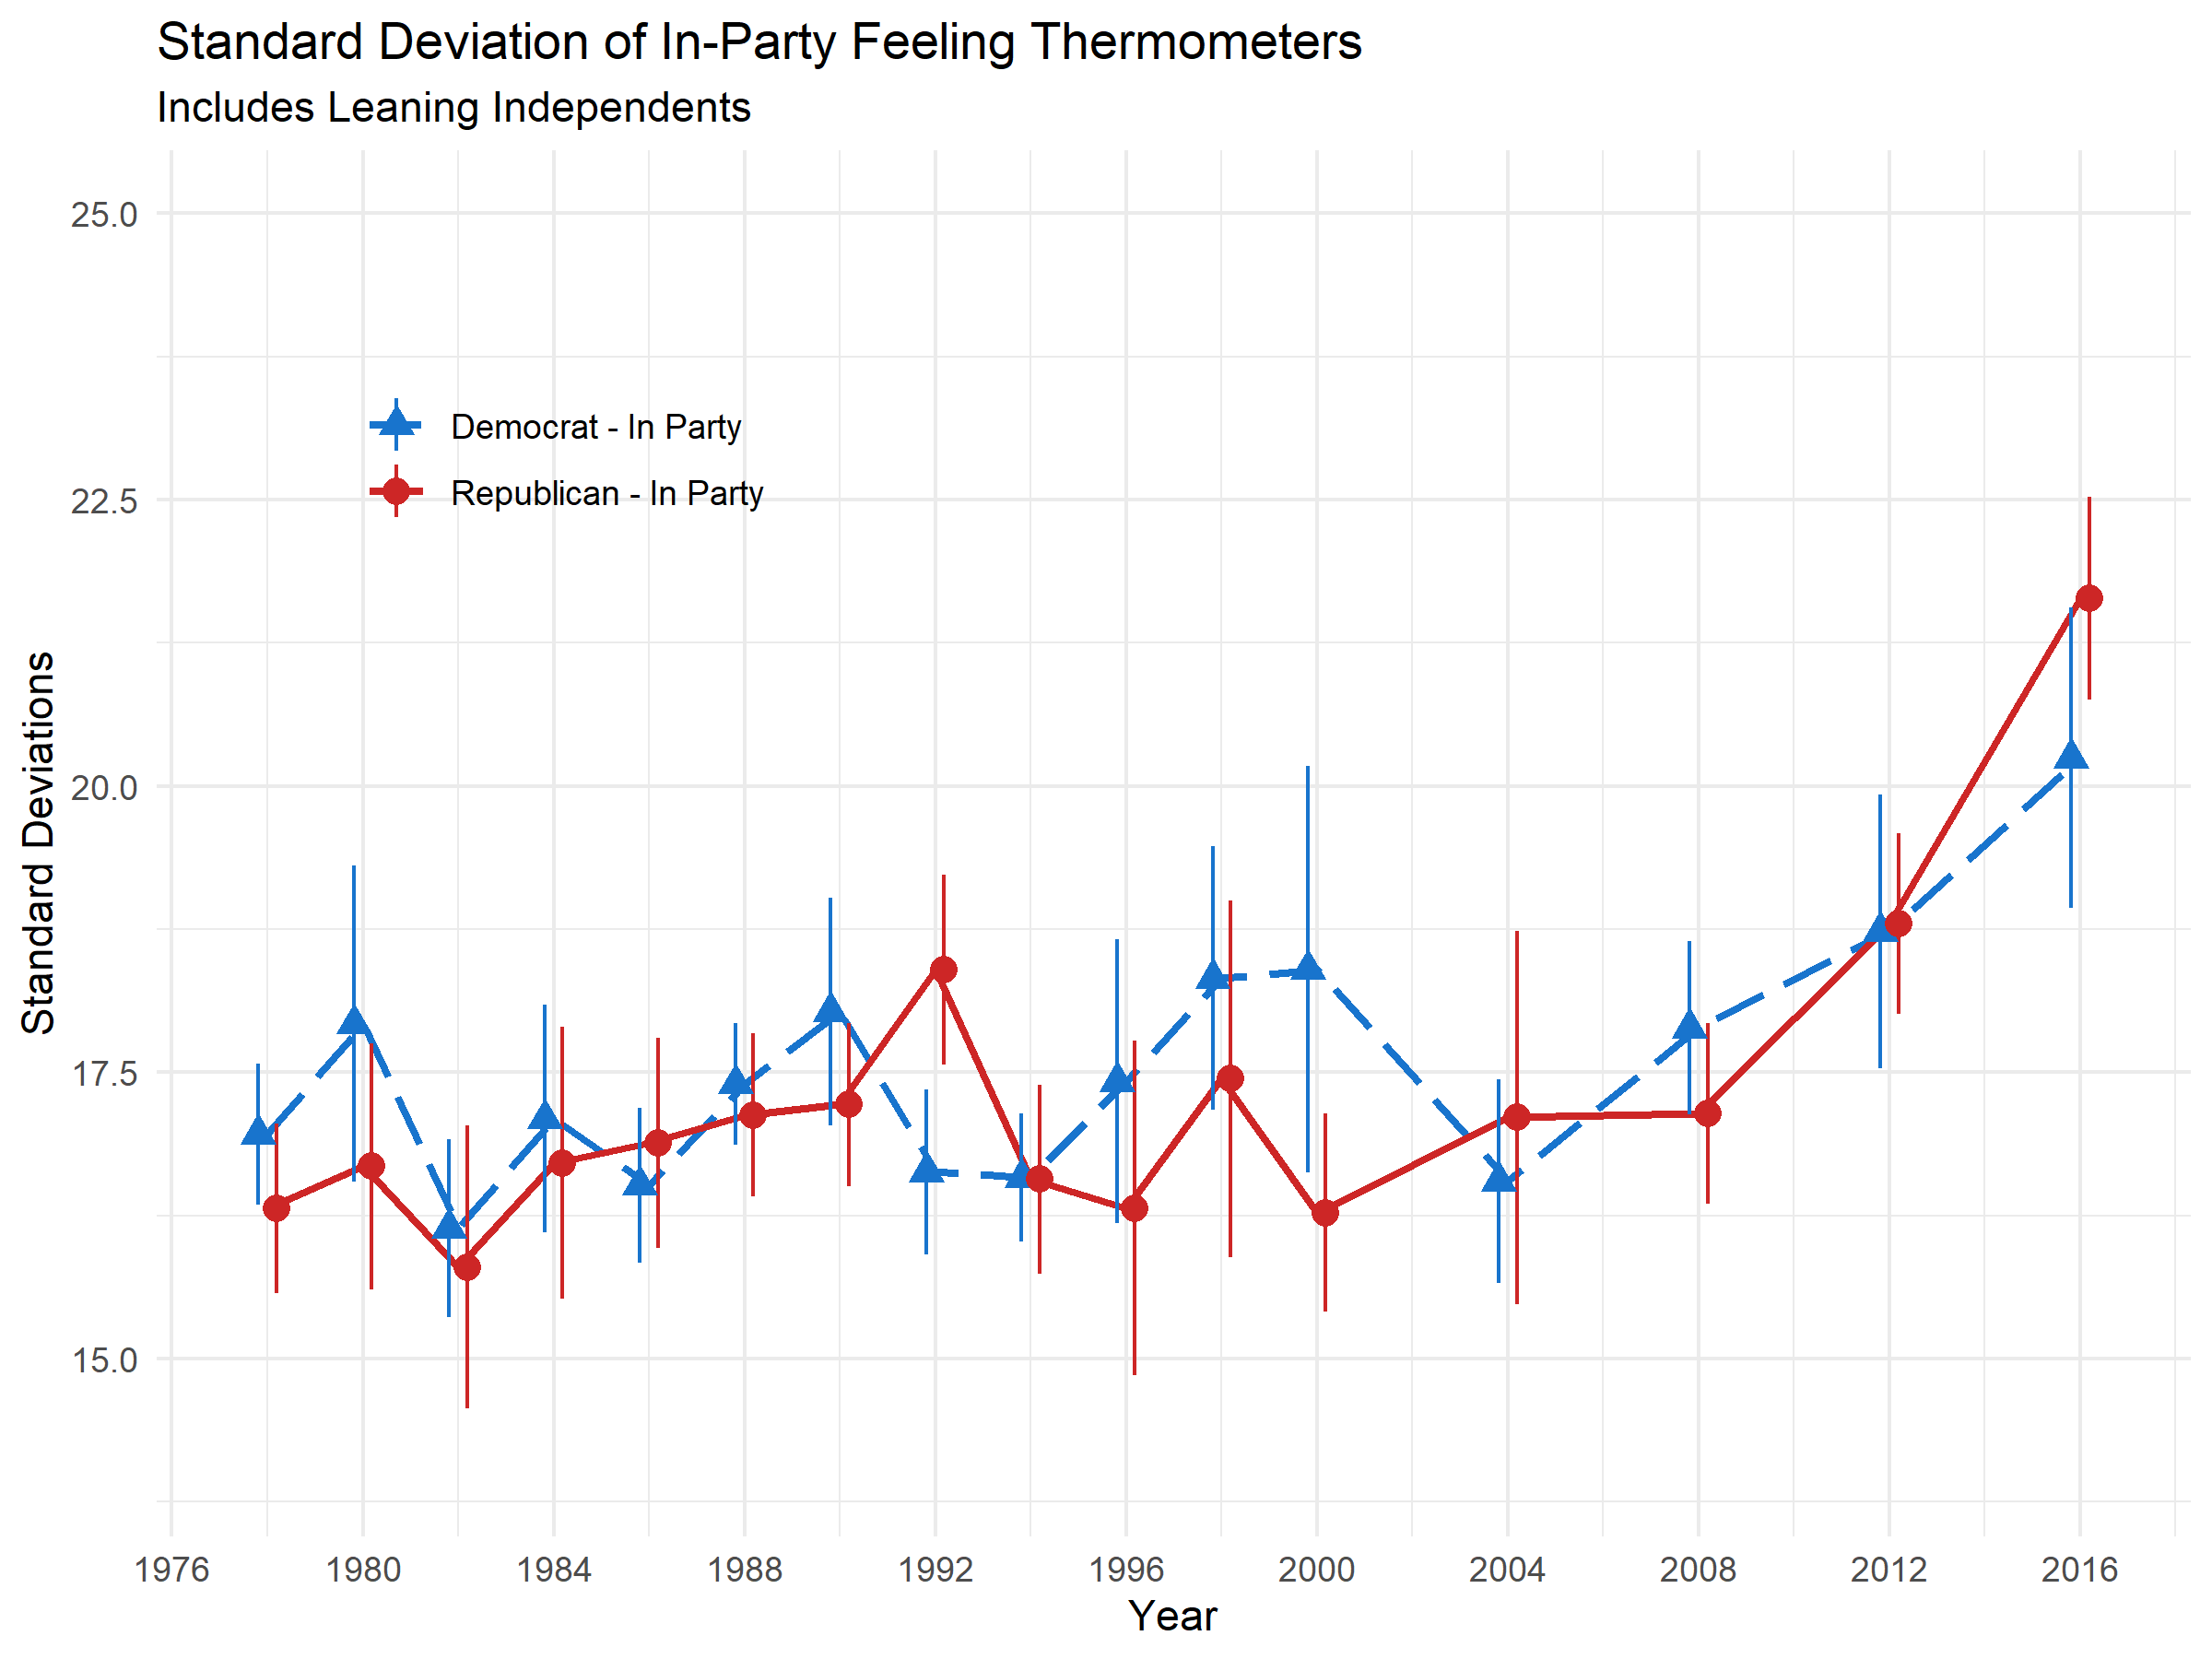 Standard Deviation of In-Party Feeling Thermometers
Includes Leaning Independents
25.0
22.5
20.0
17.5
15.0
Standard Deviations
Democrat - In Party
Republican - In Party
1976 1980 1984 1988 1992 1996 2000 2004 2008 2012 2016
Year